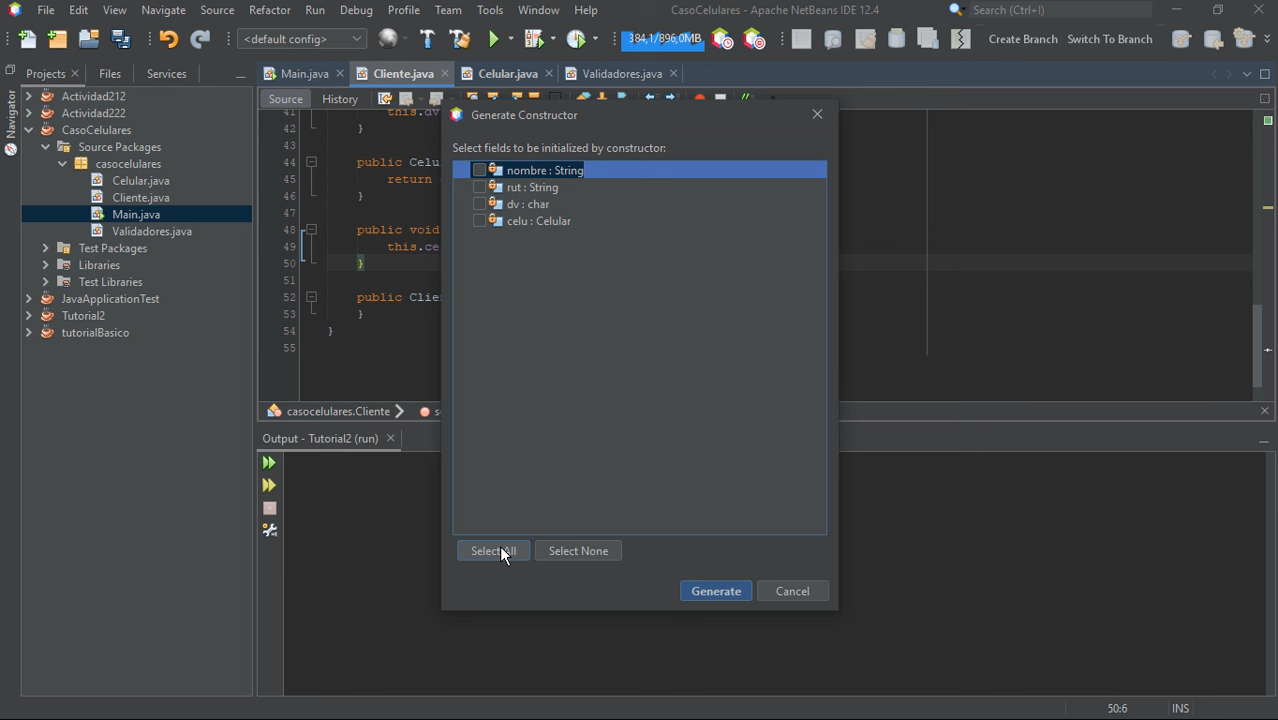 File Edit View Navigate Source Refactor Run Debug Profile Team Tools Window Help CasoCelulares - Apache NetBeans IDE 12.4 Search (Ctrl+I)
<default config> 384,1/896,0MB Create Branch Switch To Branch
Projects Files Services Main.java Cliente.java Celular.java Validadores.java
Navigator
Source History
Actividad212
Actividad222
CasoCelulares
Source Packages
casocelulares
Celular.java
Cliente.java
Main.java
Validadores.java
Test Packages
Libraries
Test Libraries
JavaApplicationTest
Tutorial2
tutorialBasico
41 this.dv
42 }
43
44 public Celu
45 return
46 }
47
48 public void
49 this.ce
50 }
51
52 public Clie
53 }
54 }
55
Generate Constructor
Select fields to be initialized by constructor:
nombre : String
rut : String
dv : char
celu : Celular
Select All Select None
Generate Cancel
casocelulares.Cliente
Output - Tutorial2 (run)
50:6 INS